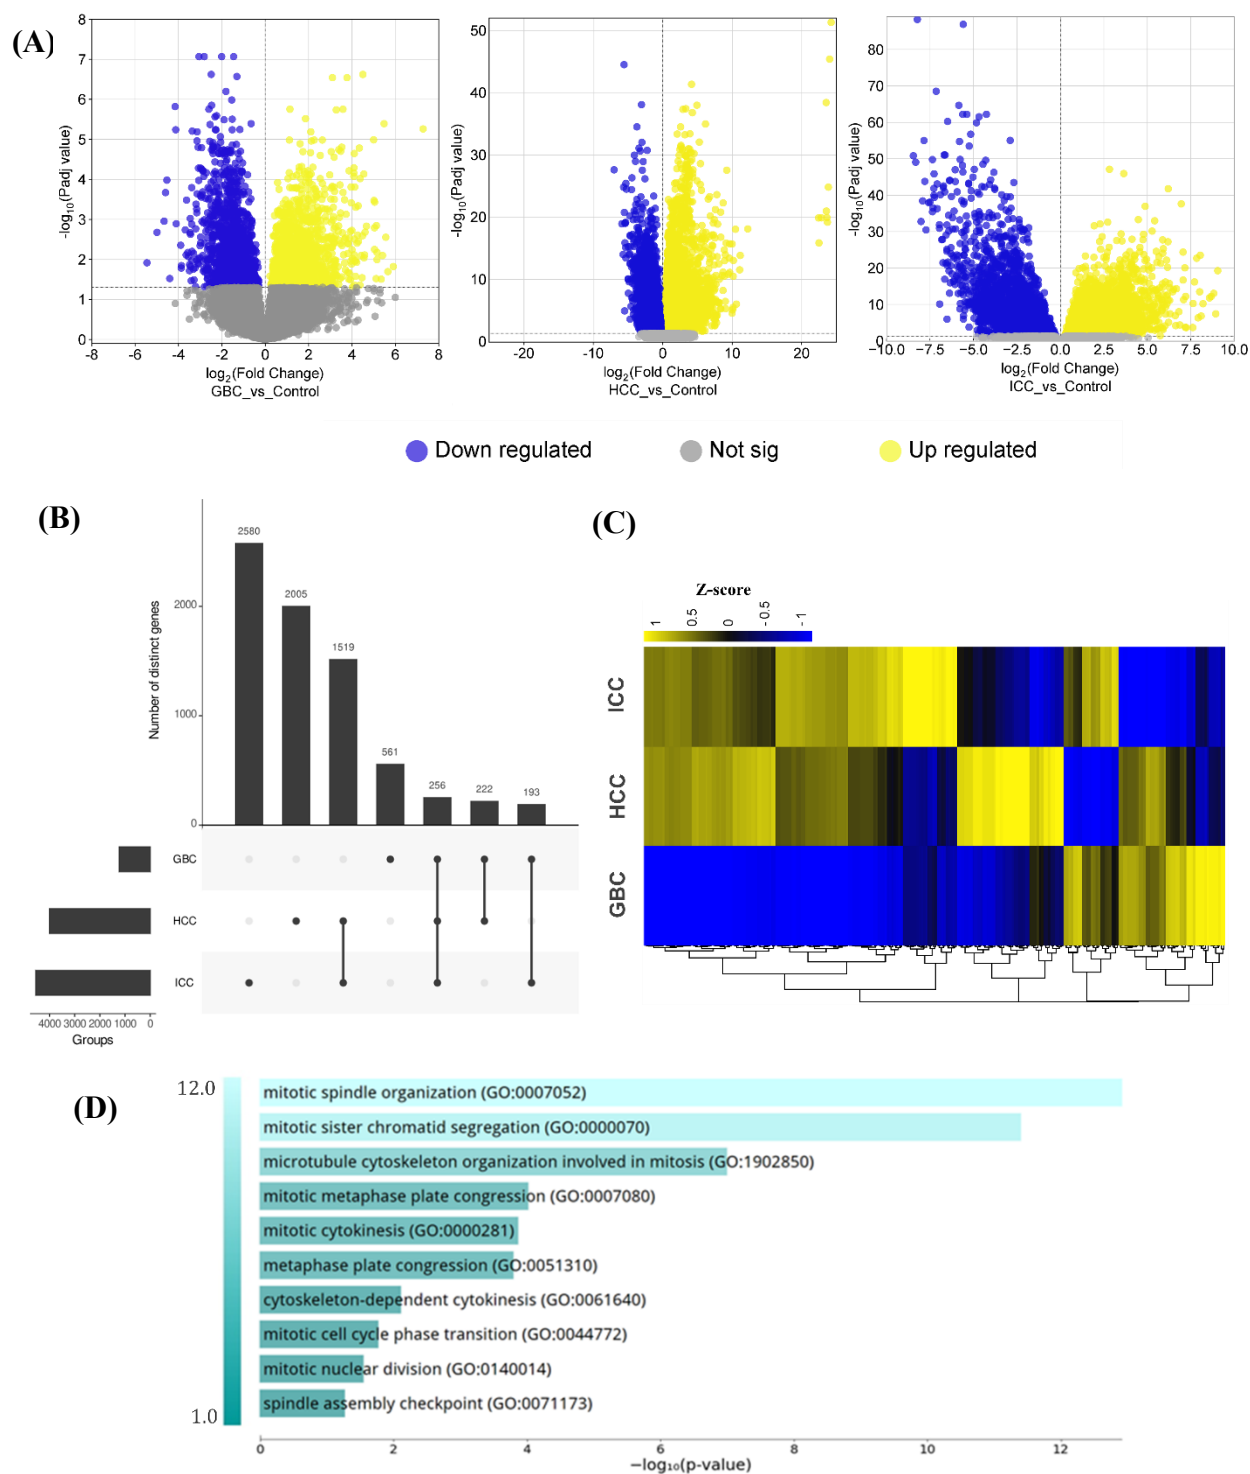 (A)
8
7
6
5
4
3
2
1
0
-log10(Padj value)
-8 -6 -4 -2 0 2 4 6 8
log2(Fold Change)
GBC_vs_Control
50
40
30
20
10
0
-log10(Padj value)
-20 -10 0 10 20
log2(Fold Change)
HCC_vs_Control
80
70
60
50
40
30
20
10
0
-log10(Padj value)
-10.0 -7.5 -5.0 -2.5 0.0 2.5 5.0 7.5 10.0
log2(Fold Change)
ICC_vs_Control
Down regulated Not sig Up regulated
(B)
Number of distinct genes
2000
1000
0
2580
2005
1519
561
256
222
193
GBC
HCC
ICC
4000 3000 2000 1000 0
Groups
(C)
Z-score
1 0.5 0 -0.5 -1
ICC
HCC
GBC
(D)
12.0
1.0
mitotic spindle organization (GO:0007052)
mitotic sister chromatid segregation (GO:0000070)
microtubule cytoskeleton organization involved in mitosis (GO:1902850)
mitotic metaphase plate congression (GO:0007080)
mitotic cytokinesis (GO:0000281)
metaphase plate congression (GO:0051310)
cytoskeleton-dependent cytokinesis (GO:0061640)
mitotic cell cycle phase transition (GO:0044772)
mitotic nuclear division (GO:0140014)
spindle assembly checkpoint (GO:0071173)
0 2 4 6 8 10 12
−log₁₀(p-value)